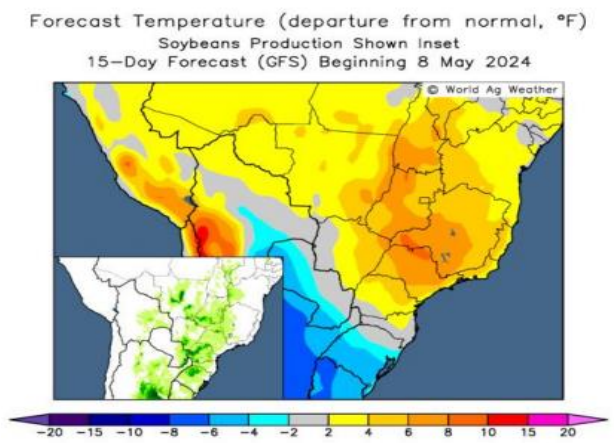 Forecast Temperature (departure from normal, °F)
Soybeans Production Shown Inset
15-Day Forecast (GFS) Beginning 8 May 2024
© World Ag Weather
-20 -15 -10 -8 -6 -4 -2 2 4 6 8 10 15 20